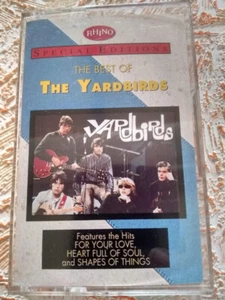 RHINO
SPECIAL EDITIONS
THE BEST OF
THE YARDBIRDS
YARDBIRDS
Features the Hits
FOR YOUR LOVE,
HEART FULL OF SOUL,
and SHAPES OF THINGS